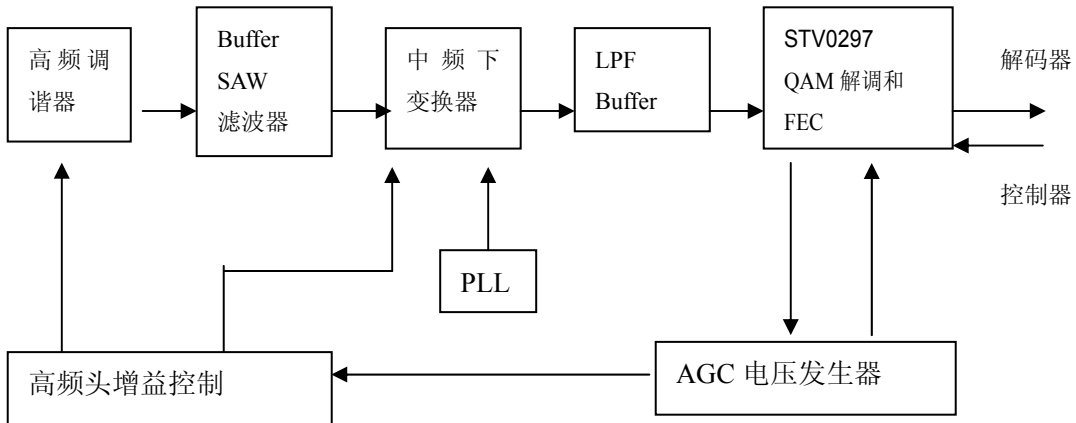 高频调
谐器
Buffer
SAW
滤波器
中频下
变换器
LPF
Buffer
STV0297
QAM 解调和
FEC
解码器
控制器
PLL
高频头增益控制
AGC 电压发生器